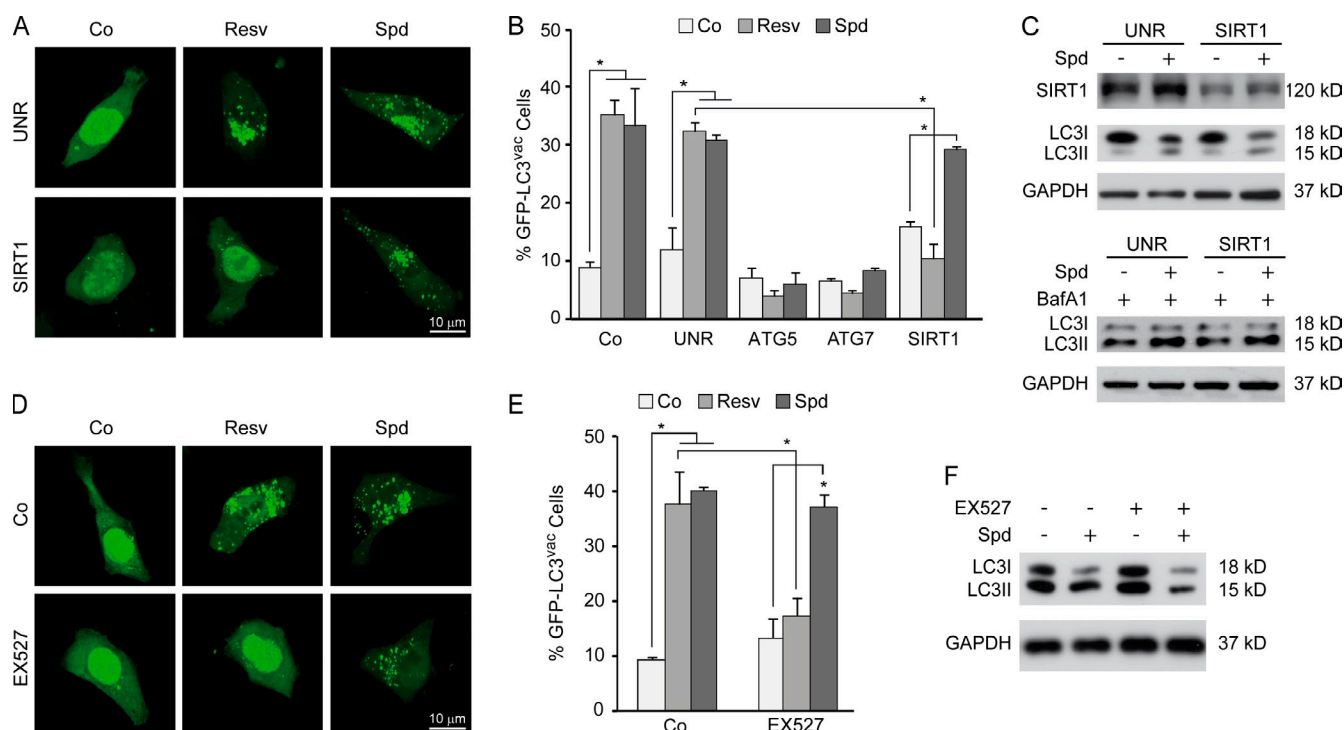 A
Co Resv Spd
UNR
SIRT1
10 µm
B
Co Resv Spd
% GFP-LC3vac Cells
50
40
30
20
10
0
* * * *
Co UNR ATG5 ATG7 SIRT1
C
UNR SIRT1
Spd - + - +
SIRT1 120 kD
LC3I 18 kD
LC3II 15 kD
GAPDH 37 kD
UNR SIRT1
Spd - + - +
BafA1 + + + +
LC3I 18 kD
LC3II 15 kD
GAPDH 37 kD
D
Co Resv Spd
Co
EX527
10 µm
E
Co Resv Spd
% GFP-LC3vac Cells
50
40
30
20
10
0
* * *
Co EX527
F
EX527 - - + +
Spd - + - +
LC3I 18 kD
LC3II 15 kD
GAPDH 37 kD